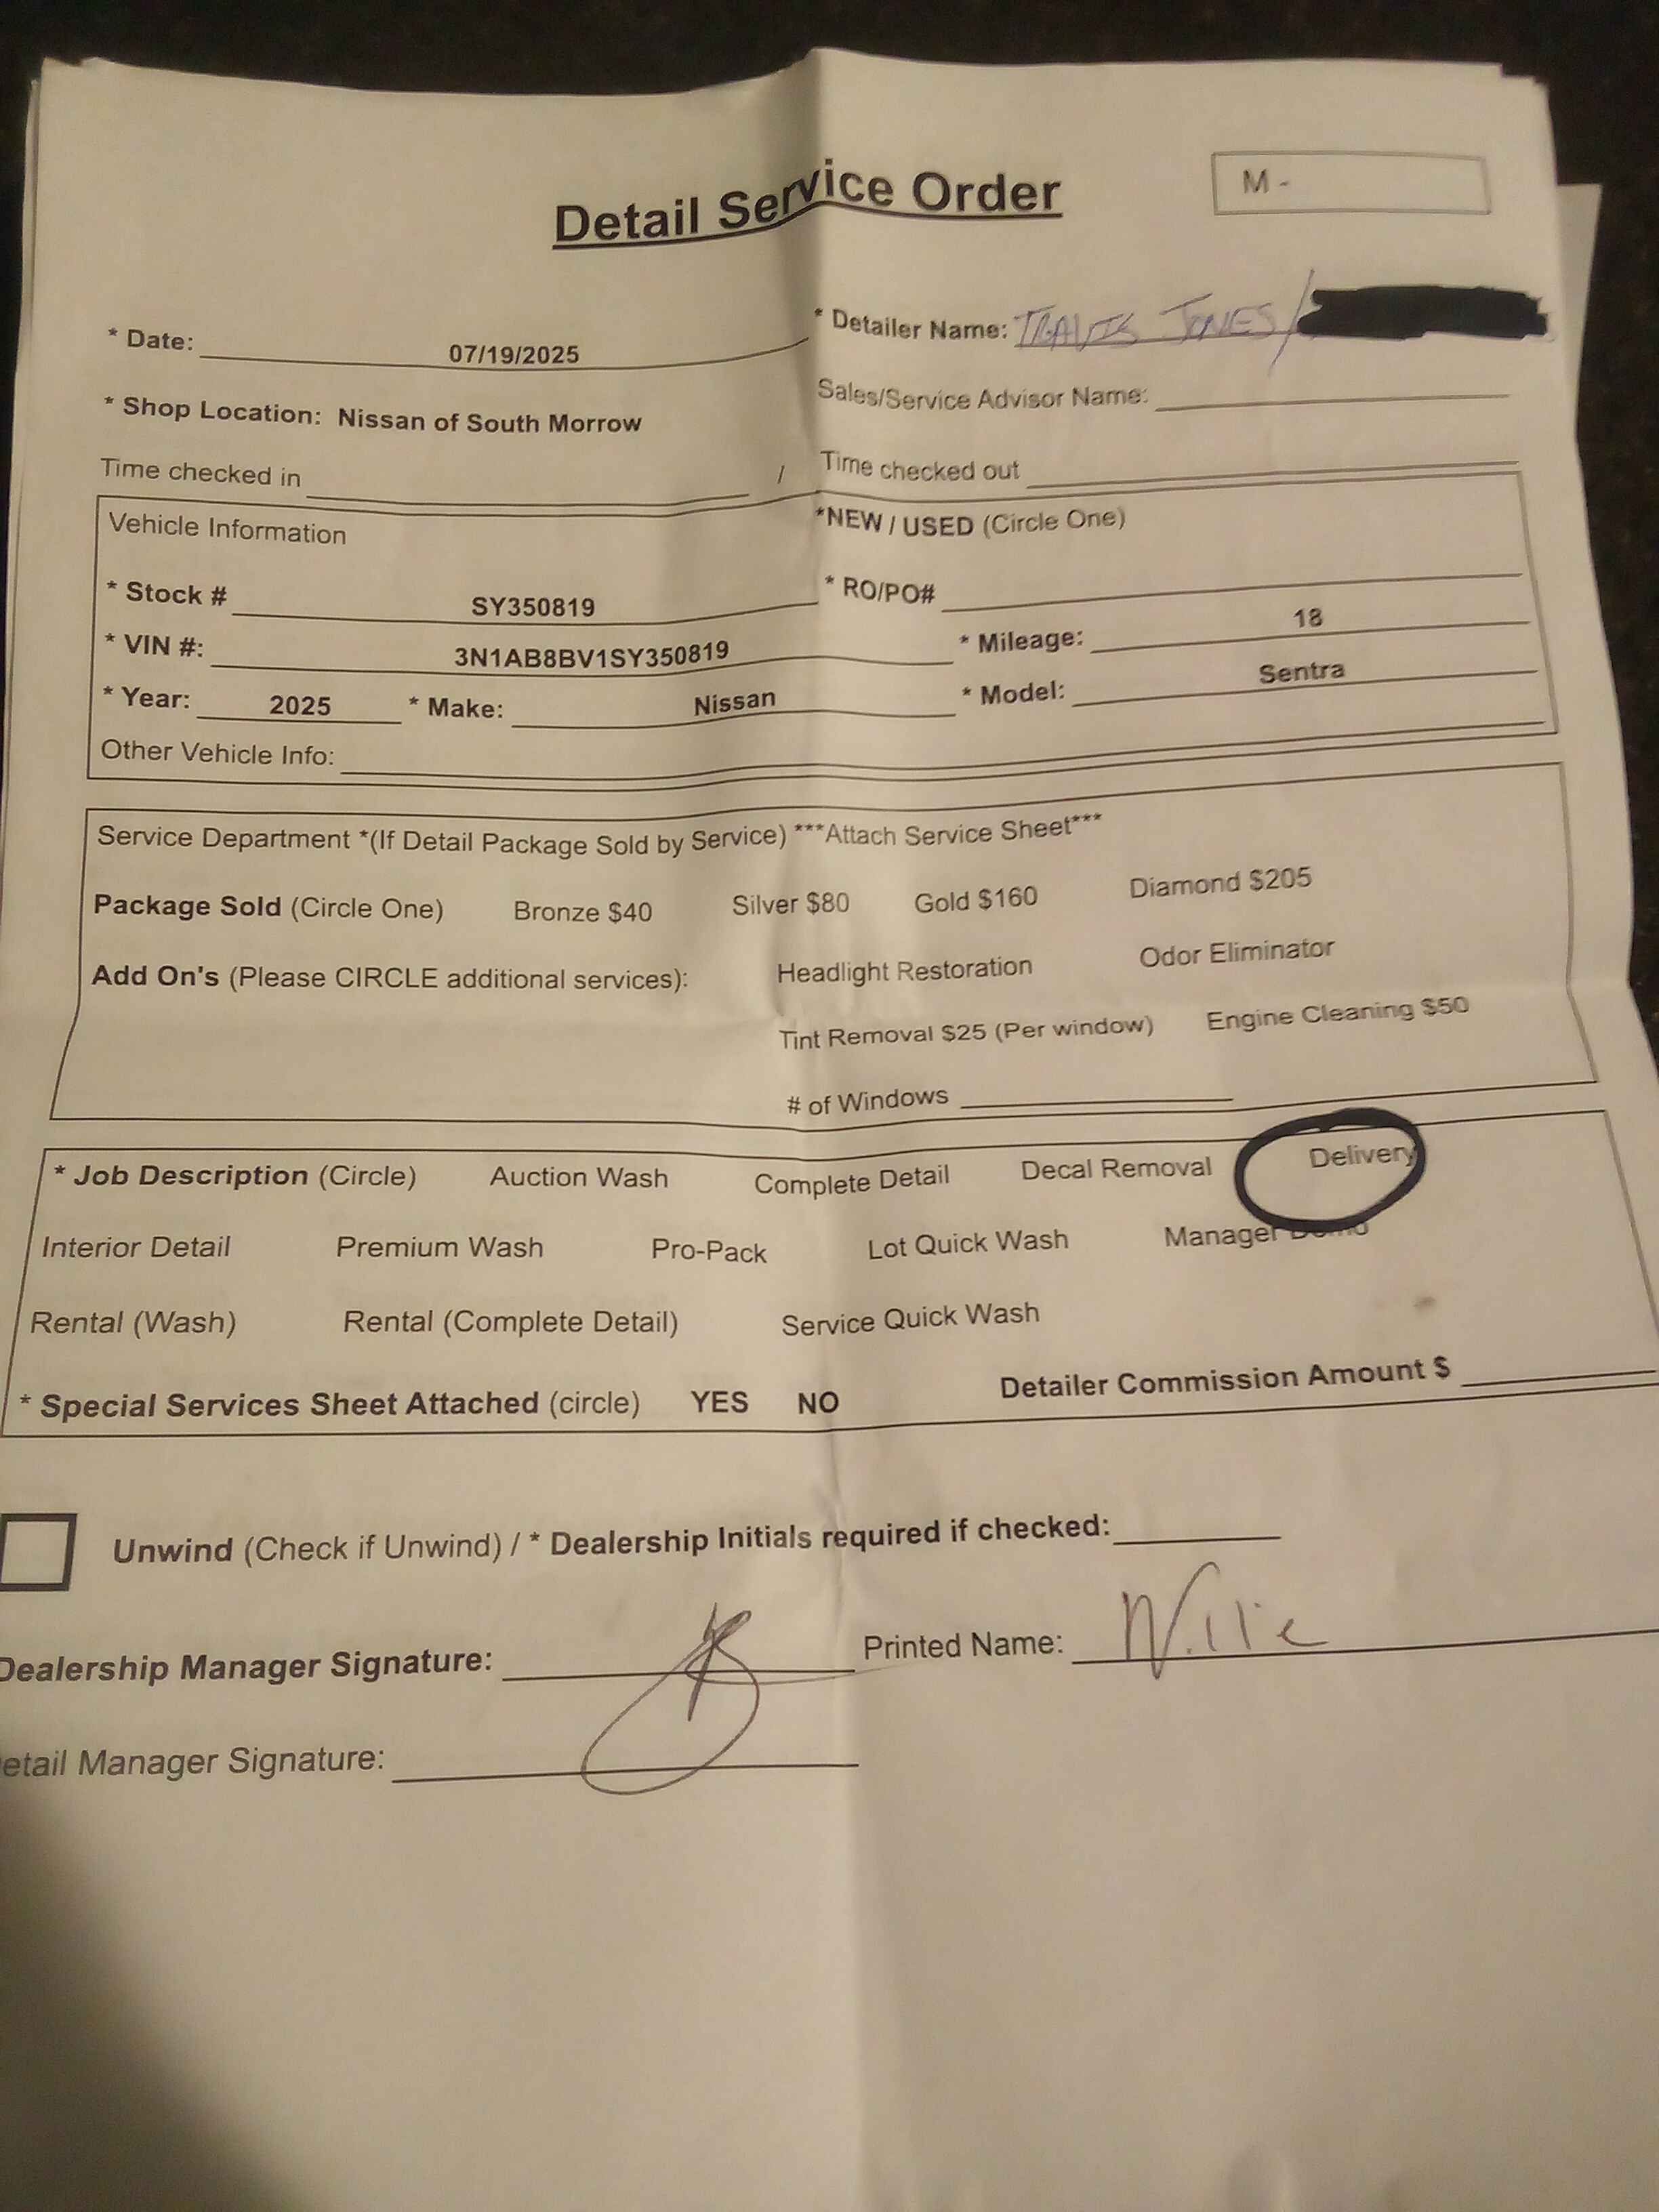 Detail Service Order
M -
* Date: 07/19/2025
* Detailer Name: TRAVIS JONES/
* Shop Location: Nissan of South Morrow
Sales/Service Advisor Name:
Time checked in / Time checked out
Vehicle Information *NEW / USED (Circle One)
* Stock # SY350819 * RO/PO#
* VIN #: 3N1AB8BV1SY350819 * Mileage: 18
* Year: 2025 * Make: Nissan * Model: Sentra
Other Vehicle Info:
Service Department *(If Detail Package Sold by Service) ***Attach Service Sheet***
Package Sold (Circle One) Bronze $40 Silver $80 Gold $160 Diamond $205
Add On's (Please CIRCLE additional services): Headlight Restoration Odor Eliminator
Tint Removal $25 (Per window) Engine Cleaning $50
# of Windows
* Job Description (Circle) Auction Wash Complete Detail Decal Removal Delivery
Interior Detail Premium Wash Pro-Pack Lot Quick Wash Manager Demo
Rental (Wash) Rental (Complete Detail) Service Quick Wash
* Special Services Sheet Attached (circle) YES NO Detailer Commission Amount $
Unwind (Check if Unwind) / * Dealership Initials required if checked:
Dealership Manager Signature: Printed Name: Willie
etail Manager Signature: